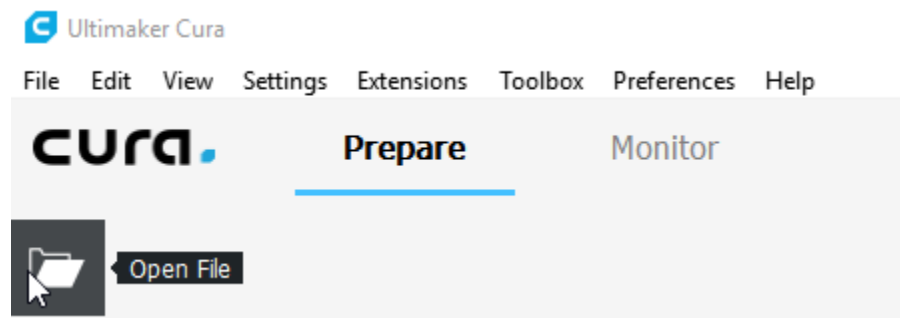 Ultimaker Cura
File Edit View Settings Extensions Toolbox Preferences Help
cura. Prepare Monitor
Open File